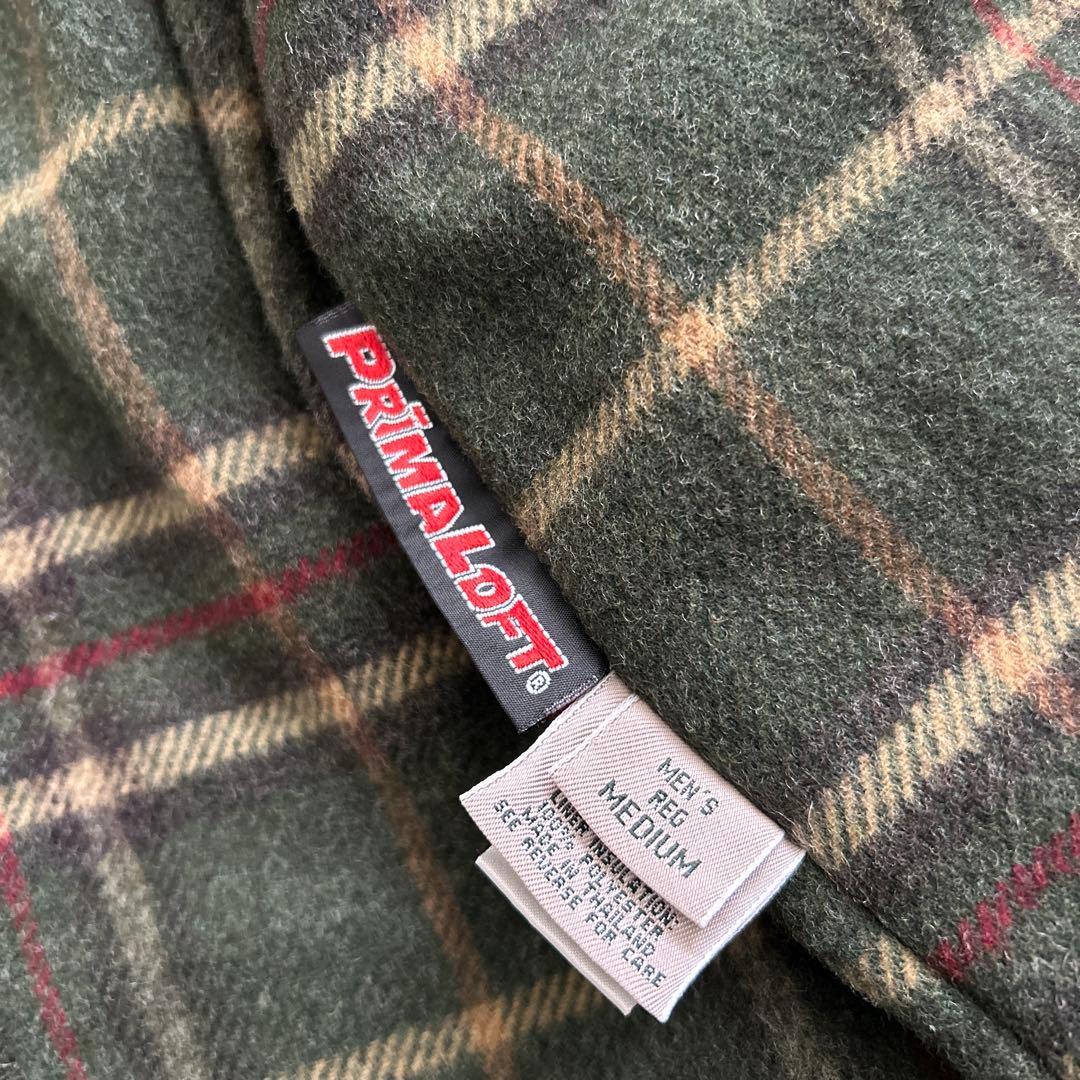 PRIMALOFT®
MEN'S
REG
MEDIUM
LINER INSULATION:
100% POLYESTER
MADE IN THAILAND
SEE REVERSE FOR CARE